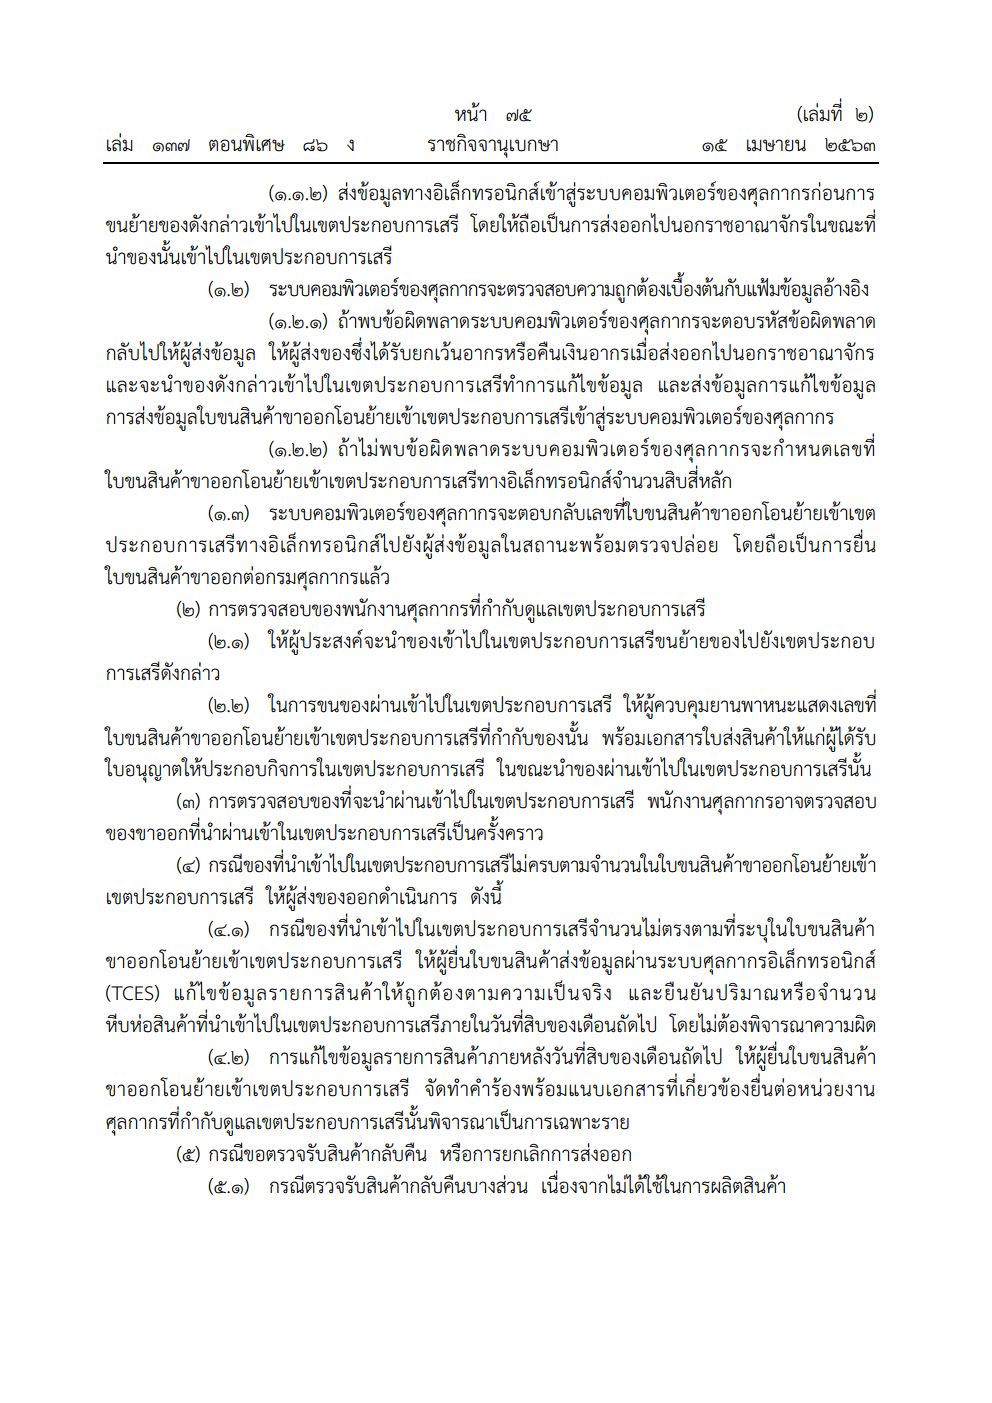 หน้า ๗๕
(เล่มที่ ๒)
เล่ม ๑๓๗ ตอนพิเศษ ๘๖ ง ราชกิจจานุเบกษา ๑๕ เมษายน ๒๕๖๓
(๑.๑.๒) ส่งข้อมูลทางอิเล็กทรอนิกส์เข้าสู่ระบบคอมพิวเตอร์ของศุลกากรก่อนการ
ขนย้ายของดังกล่าวเข้าไปในเขตประกอบการเสรี โดยให้ถือเป็นการส่งออกไปนอกราชอาณาจักรในขณะที่
นำของนั้นเข้าไปในเขตประกอบการเสรี
(๑.๒) ระบบคอมพิวเตอร์ของศุลกากรจะตรวจสอบความถูกต้องเบื้องต้นกับแฟ้มข้อมูลอ้างอิง
(๑.๒.๑) ถ้าพบข้อผิดพลาดระบบคอมพิวเตอร์ของศุลกากรจะตอบรหัสข้อผิดพลาด
กลับไปให้ผู้ส่งข้อมูล ให้ผู้ส่งของซึ่งได้รับยกเว้นอากรหรือคืนเงินอากรเมื่อส่งออกไปนอกราชอาณาจักร
และจะนำของดังกล่าวเข้าไปในเขตประกอบการเสรีทำการแก้ไขข้อมูล และส่งข้อมูลการแก้ไขข้อมูล
การส่งข้อมูลใบขนสินค้าขาออกโอนย้ายเข้าเขตประกอบการเสรีเข้าสู่ระบบคอมพิวเตอร์ของศุลกากร
(๑.๒.๒) ถ้าไม่พบข้อผิดพลาดระบบคอมพิวเตอร์ของศุลกากรจะกำหนดเลขที่
ใบขนสินค้าขาออกโอนย้ายเข้าเขตประกอบการเสรีทางอิเล็กทรอนิกส์จำนวนสิบสี่หลัก
(๑.๓) ระบบคอมพิวเตอร์ของศุลกากรจะตอบกลับเลขที่ใบขนสินค้าขาออกโอนย้ายเข้าเขต
ประกอบการเสรีทางอิเล็กทรอนิกส์ไปยังผู้ส่งข้อมูลในสถานะพร้อมตรวจปล่อย โดยถือเป็นการยื่น
ใบขนสินค้าขาออกต่อกรมศุลกากรแล้ว
(๒) การตรวจสอบของพนักงานศุลกากรที่กำกับดูแลเขตประกอบการเสรี
(๒.๑) ให้ผู้ประสงค์จะนำของเข้าไปในเขตประกอบการเสรีขนย้ายของไปยังเขตประกอบ
การเสรีดังกล่าว
(๒.๒) ในการขนของผ่านเข้าไปในเขตประกอบการเสรี ให้ผู้ควบคุมยานพาหนะแสดงเลขที่
ใบขนสินค้าขาออกโอนย้ายเข้าเขตประกอบการเสรีที่กำกับของนั้น พร้อมเอกสารใบส่งสินค้าให้แก่ผู้ได้รับ
ใบอนุญาตให้ประกอบกิจการในเขตประกอบการเสรี ในขณะนำของผ่านเข้าไปในเขตประกอบการเสรีนั้น
(๓) การตรวจสอบของที่จะนำผ่านเข้าไปในเขตประกอบการเสรี พนักงานศุลกากรอาจตรวจสอบ
ของขาออกที่นำผ่านเข้าในเขตประกอบการเสรีเป็นครั้งคราว
(๔) กรณีของที่นำเข้าไปในเขตประกอบการเสรีไม่ครบตามจำนวนในใบขนสินค้าขาออกโอนย้ายเข้า
เขตประกอบการเสรี ให้ผู้ส่งของออกดำเนินการ ดังนี้
(๔.๑) กรณีของที่นำเข้าไปในเขตประกอบการเสรีจำนวนไม่ตรงตามที่ระบุในใบขนสินค้า
ขาออกโอนย้ายเข้าเขตประกอบการเสรี ให้ผู้ยื่นใบขนสินค้าส่งข้อมูลผ่านระบบศุลกากรอิเล็กทรอนิกส์
(TCES) แก้ไขข้อมูลรายการสินค้าให้ถูกต้องตามความเป็นจริง และยืนยันปริมาณหรือจำนวน
หีบห่อสินค้าที่นำเข้าไปในเขตประกอบการเสรีภายในวันที่สิบของเดือนถัดไป โดยไม่ต้องพิจารณาความผิด
(๔.๒) การแก้ไขข้อมูลรายการสินค้าภายหลังวันที่สิบของเดือนถัดไป ให้ผู้ยื่นใบขนสินค้า
ขาออกโอนย้ายเข้าเขตประกอบการเสรี จัดทำคำร้องพร้อมแนบเอกสารที่เกี่ยวข้องยื่นต่อหน่วยงาน
ศุลกากรที่กำกับดูแลเขตประกอบการเสรีนั้นพิจารณาเป็นการเฉพาะราย
(๕) กรณีขอตรวจรับสินค้ากลับคืน หรือการยกเลิกการส่งออก
(๕.๑) กรณีตรวจรับสินค้ากลับคืนบางส่วน เนื่องจากไม่ได้ใช้ในการผลิตสินค้า